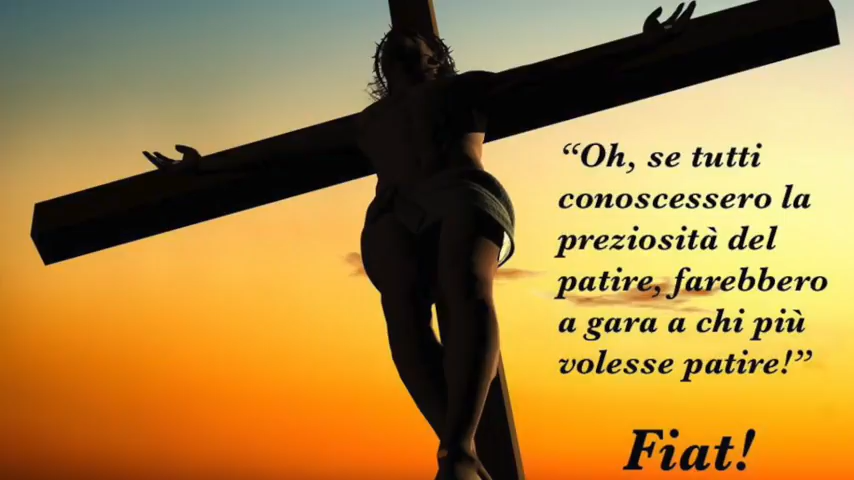 “Oh, se tutti
conoscessero la
preziosità del
patire, farebbero
a gara a chi più
volesse patire!”
Fiat!